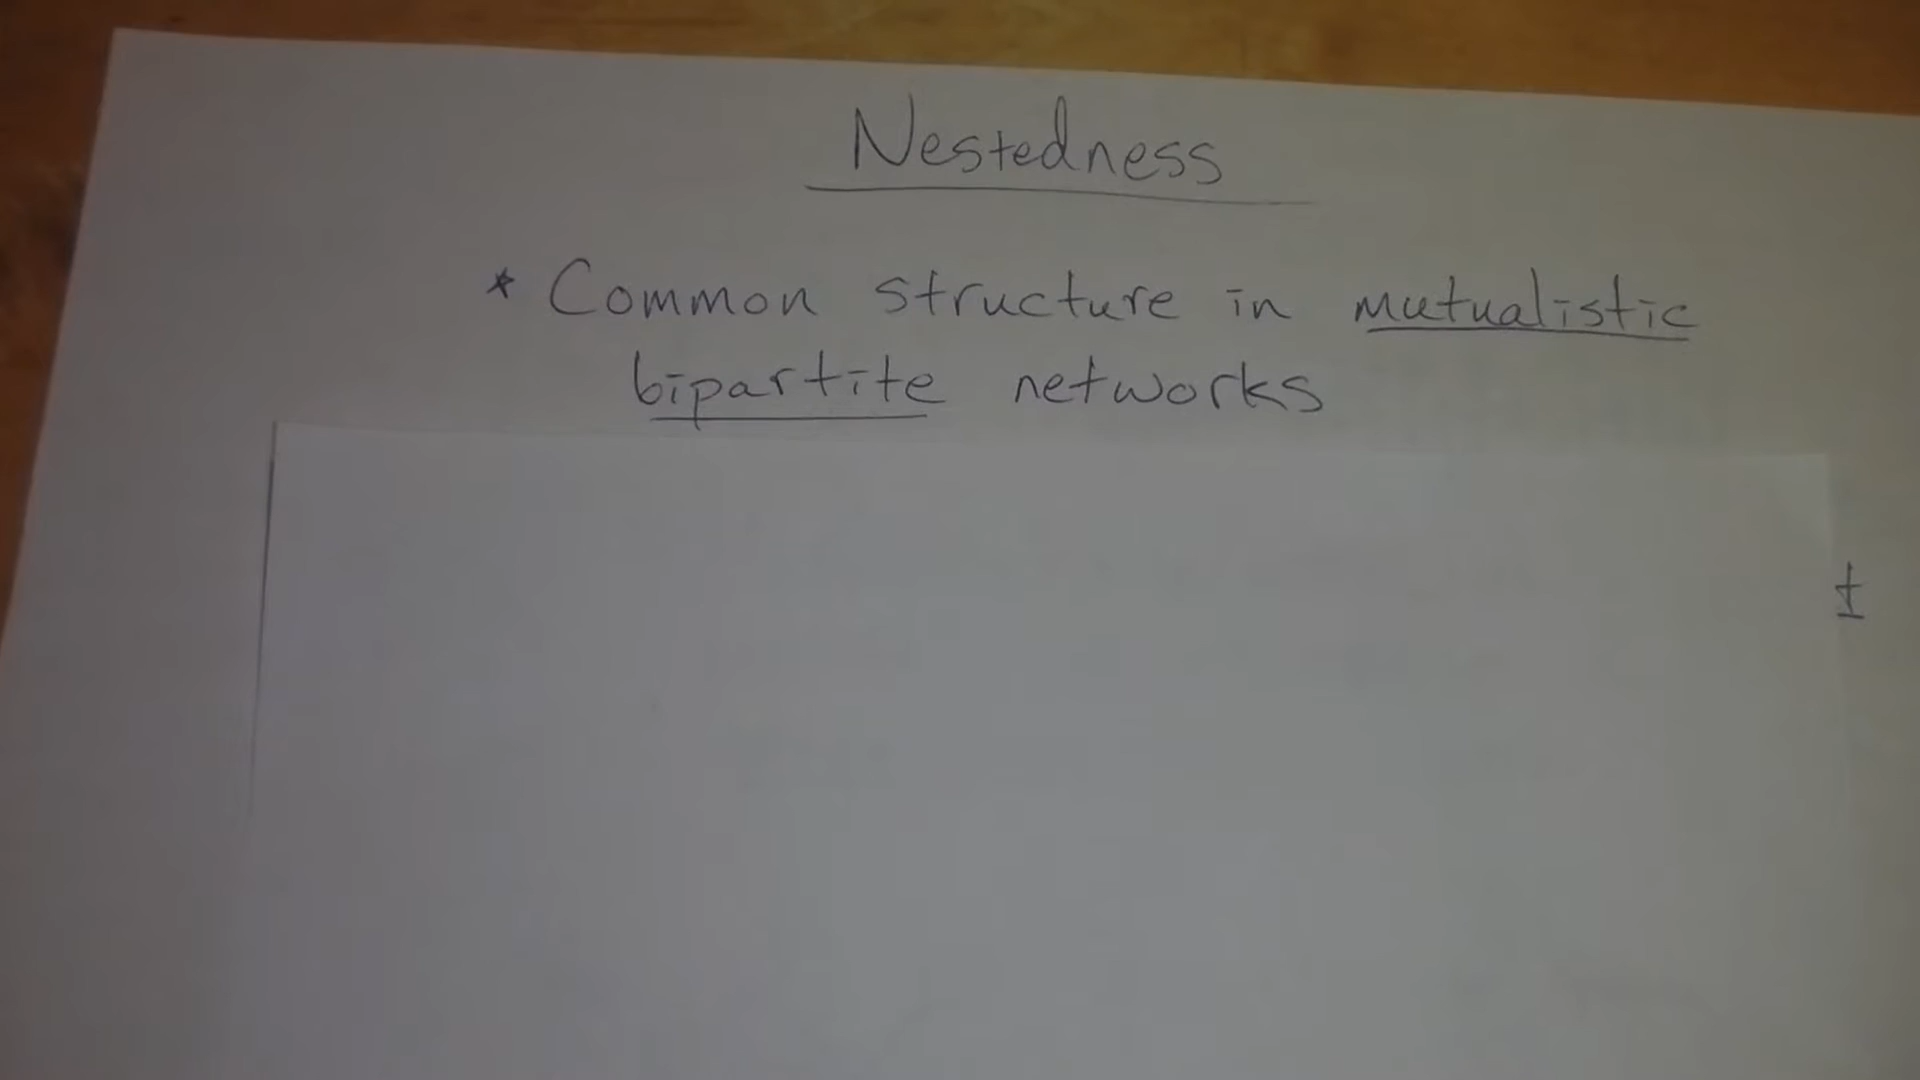 Nestedness
* Common structure in mutualistic
bipartite networks